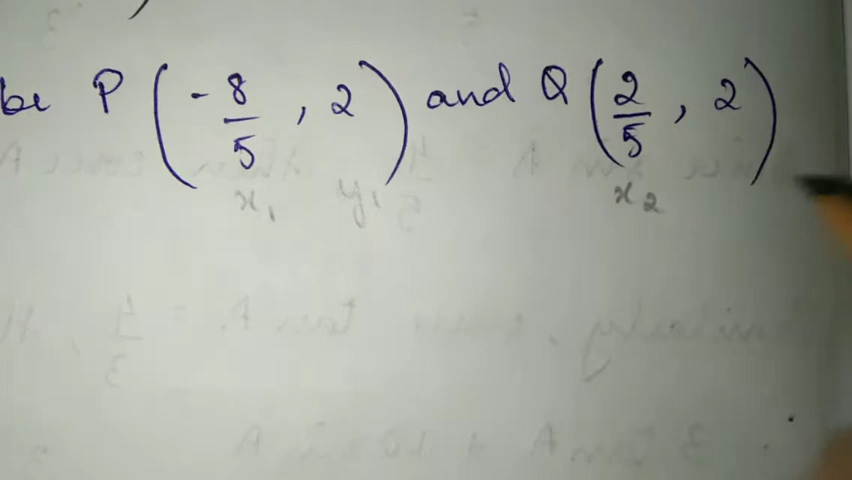 be P ( -8/5 , 2 ) and Q ( 2/5 , 2 )
x₁ y₁ x₂